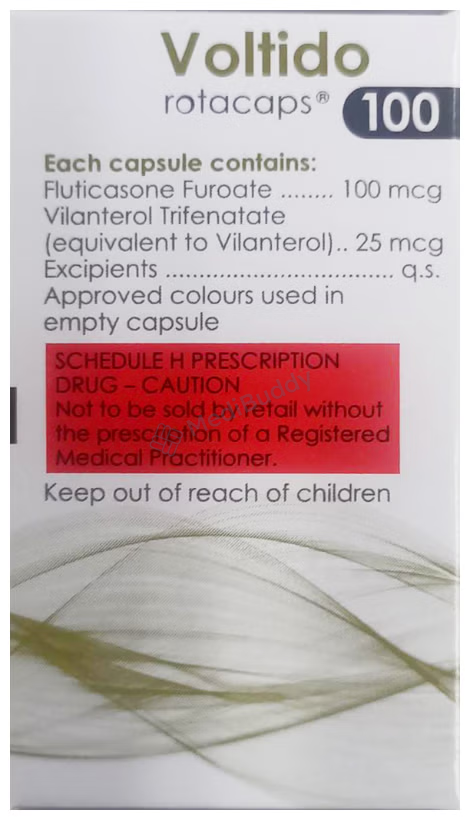 Voltido
rotacaps®
100
Each capsule contains:
Fluticasone Furoate ........ 100 mcg
Vilanterol Trifenatate
(equivalent to Vilanterol).. 25 mcg
Excipients .................................. q.s.
Approved colours used in
empty capsule
SCHEDULE H PRESCRIPTION
DRUG – CAUTION
Not to be sold by retail without
the prescription of a Registered
Medical Practitioner.
MediBuddy
Keep out of reach of children